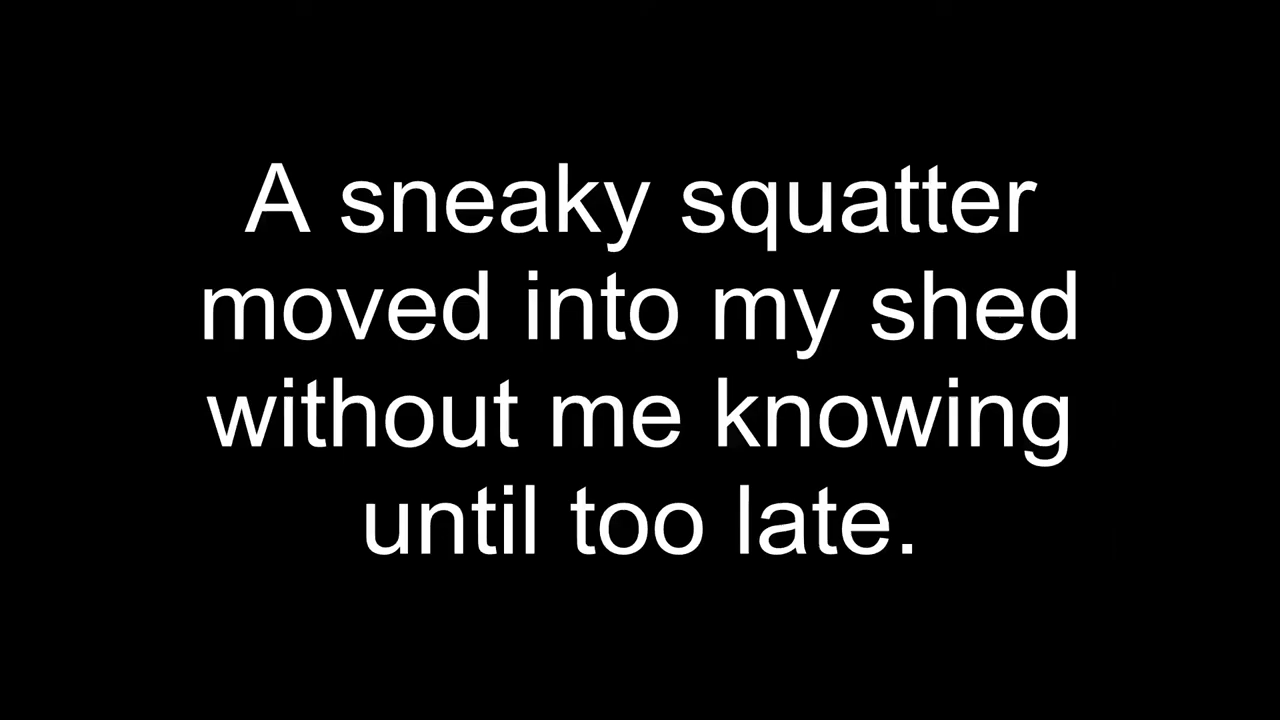 A sneaky squatter
moved into my shed
without me knowing
until too late.